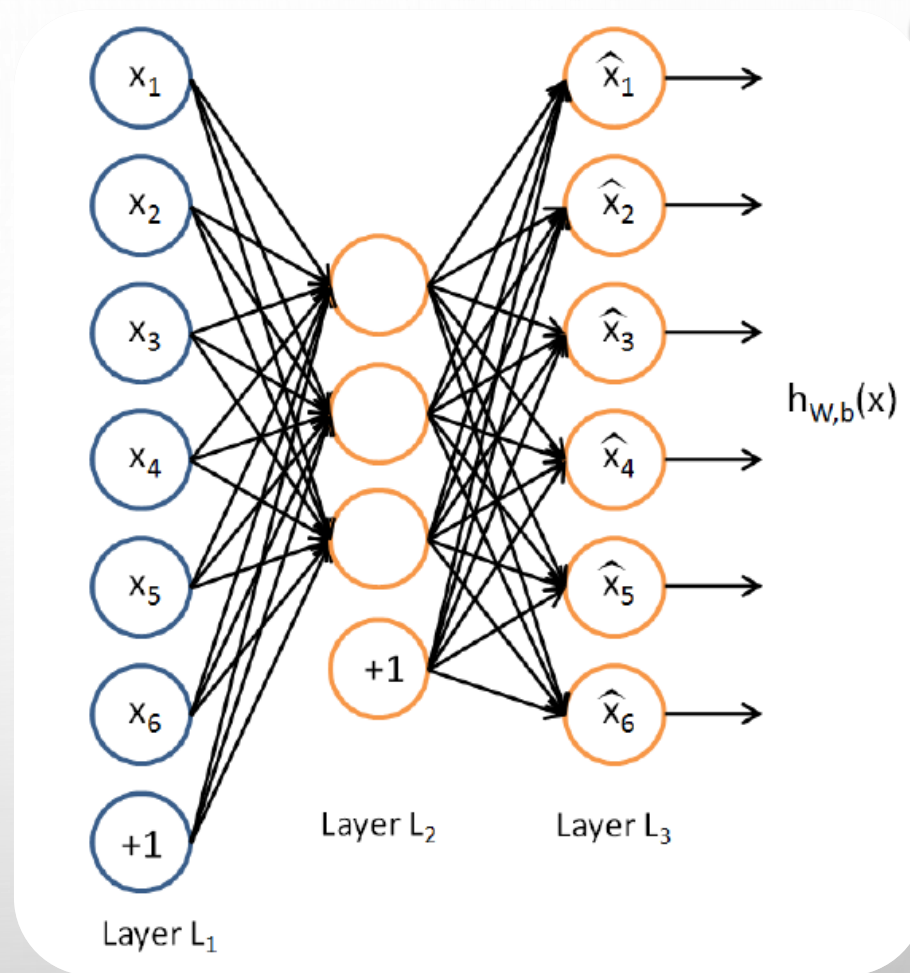 x₁
x₂
x₃
x₄
x₅
x₆
+1
Layer L₁
+1
Layer L₂
x̂₁
x̂₂
x̂₃
x̂₄
x̂₅
x̂₆
Layer L₃
h_W,b(x)